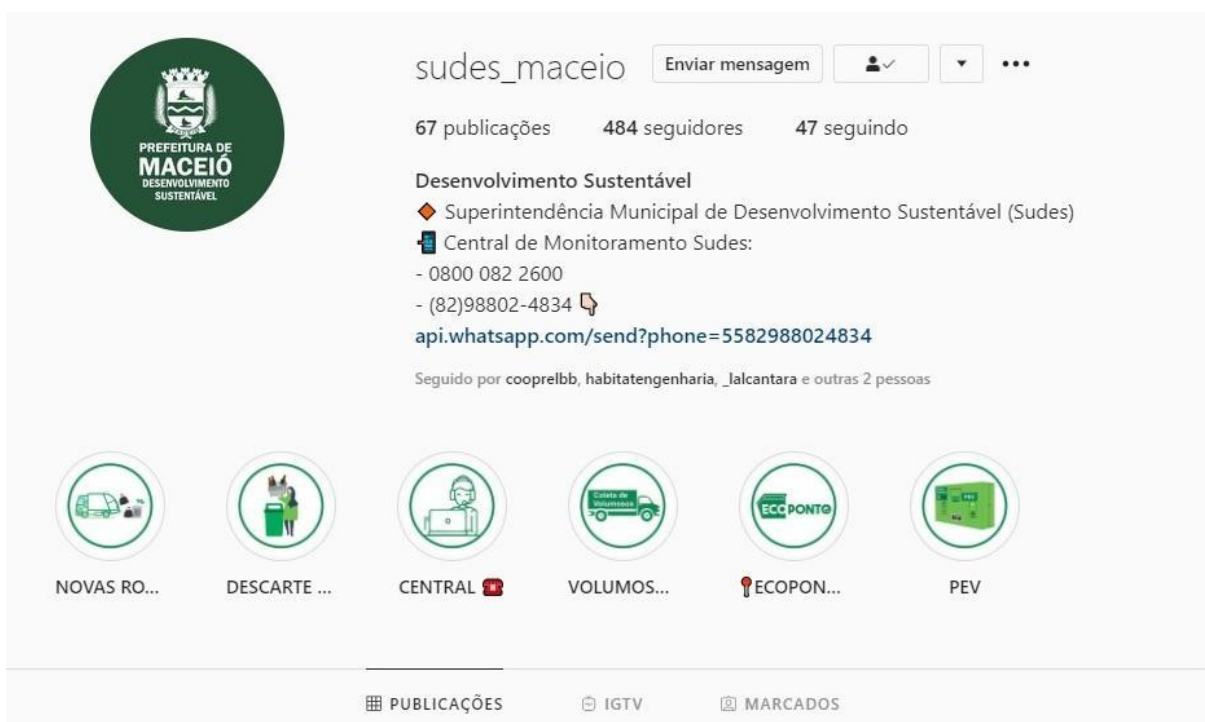 PREFEITURA DE
MACEIÓ
DESENVOLVIMENTO
SUSTENTÁVEL
sudes_maceio Enviar mensagem
67 publicações 484 seguidores 47 seguindo
Desenvolvimento Sustentável
Superintendência Municipal de Desenvolvimento Sustentável (Sudes)
Central de Monitoramento Sudes:
- 0800 082 2600
- (82)98802-4834
api.whatsapp.com/send?phone=5582988024834
Seguido por cooprelbb, habitatengenharia, _lalcantara e outras 2 pessoas
Coleta de
Volumosos
ECOPONTO
PEV
NOVAS RO... DESCARTE ... CENTRAL VOLUMOS... ECOPON... PEV
PUBLICAÇÕES IGTV MARCADOS